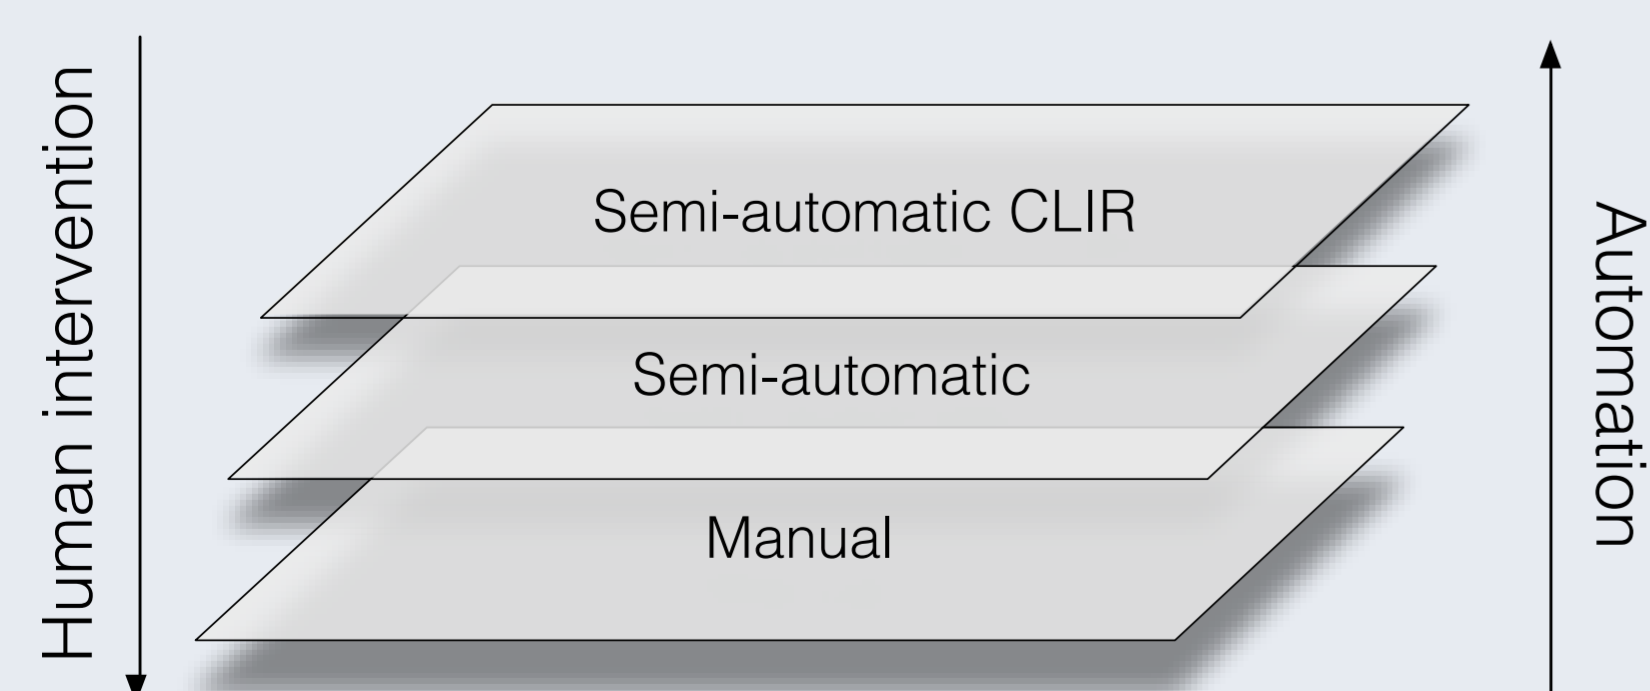 Human intervention
Semi-automatic CLIR
Semi-automatic
Manual
Automation